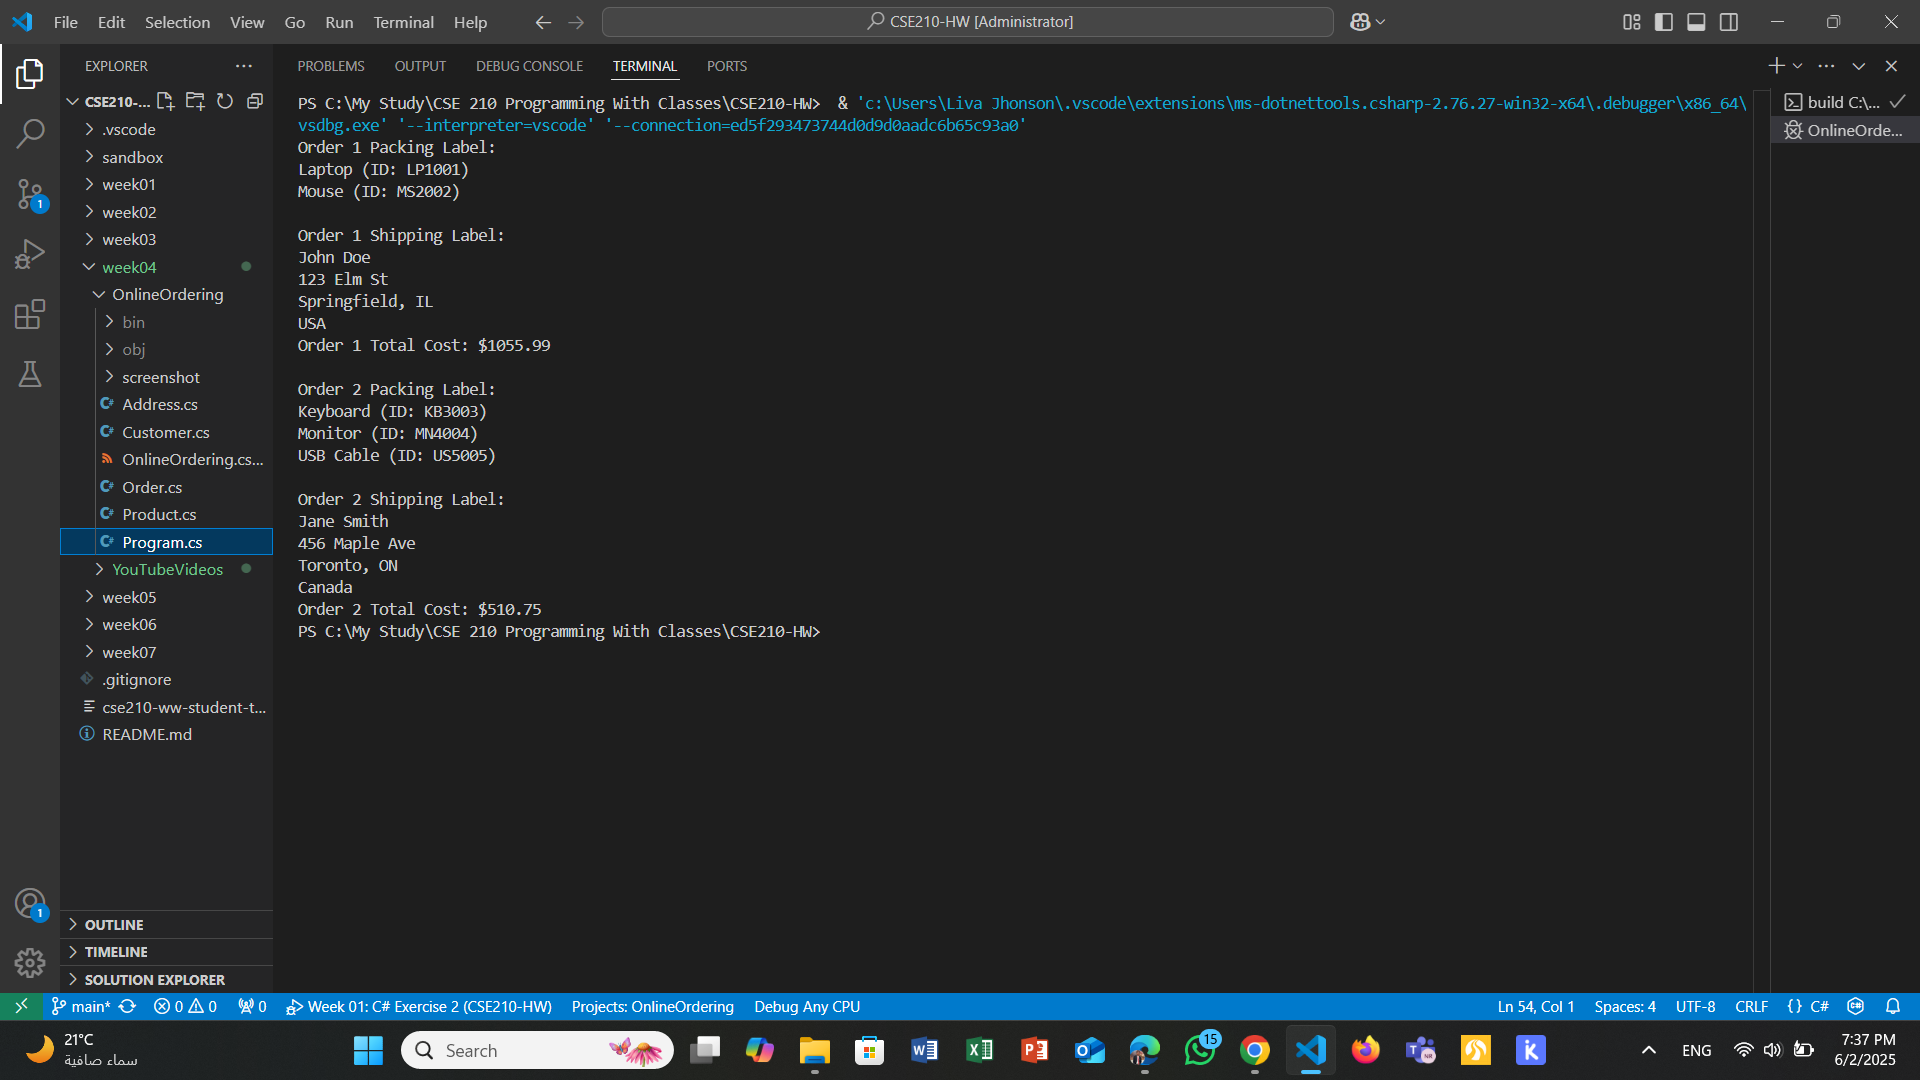 File Edit Selection View Go Run Terminal Help
CSE210-HW [Administrator]
EXPLORER
CSE210-...
.vscode
sandbox
week01
week02
week03
week04
OnlineOrdering
bin
obj
screenshot
Address.cs
Customer.cs
OnlineOrdering.cs...
Order.cs
Product.cs
Program.cs
YouTubeVideos
week05
week06
week07
.gitignore
cse210-ww-student-t...
README.md
OUTLINE
TIMELINE
SOLUTION EXPLORER
1
1
PROBLEMS OUTPUT DEBUG CONSOLE TERMINAL PORTS
PS C:\My Study\CSE 210 Programming With Classes\CSE210-HW>  & 'c:\Users\Liva Jhonson\.vscode\extensions\ms-dotnettools.csharp-2.76.27-win32-x64\.debugger\x86_64\
vsdbg.exe' '--interpreter=vscode' '--connection=ed5f293473744d0d9d0aadc6b65c93a0'
Order 1 Packing Label:
Laptop (ID: LP1001)
Mouse (ID: MS2002)
Order 1 Shipping Label:
John Doe
123 Elm St
Springfield, IL
USA
Order 1 Total Cost: $1055.99
Order 2 Packing Label:
Keyboard (ID: KB3003)
Monitor (ID: MN4004)
USB Cable (ID: US5005)
Order 2 Shipping Label:
Jane Smith
456 Maple Ave
Toronto, ON
Canada
Order 2 Total Cost: $510.75
PS C:\My Study\CSE 210 Programming With Classes\CSE210-HW>
build C:\...
OnlineOrde...
main* 0 0 0 Week 01: C# Exercise 2 (CSE210-HW) Projects: OnlineOrdering Debug Any CPU
Ln 54, Col 1 Spaces: 4 UTF-8 CRLF {} C#
21°C
سماء صافية
Search
15
ENG
7:37 PM
6/2/2025